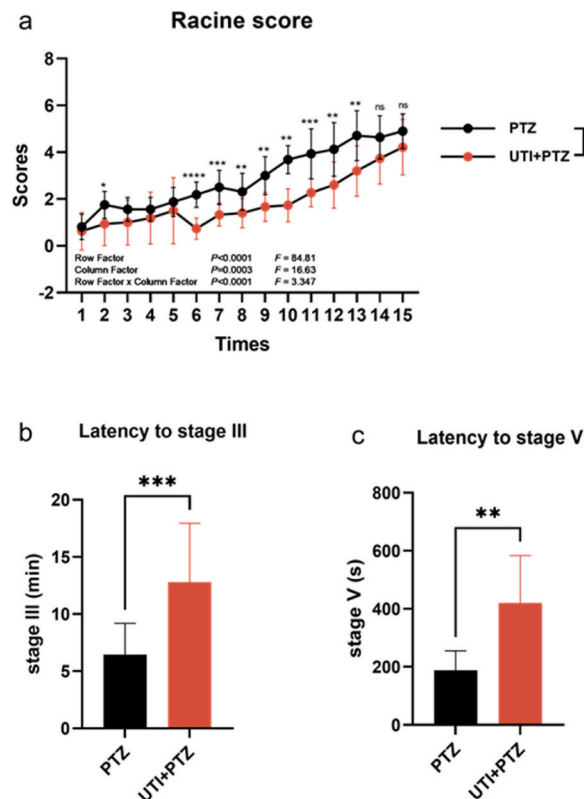 a
Racine score
Scores
8
6
4
2
0
-2
*
****
***
**
**
**
***
**
**
ns
ns
PTZ
UTI+PTZ
Row Factor P<0.0001 F = 84.81
Column Factor P=0.0003 F = 16.63
Row Factor x Column Factor P<0.0001 F = 3.347
1 2 3 4 5 6 7 8 9 10 11 12 13 14 15
Times
b
Latency to stage III
***
stage III (min)
20
15
10
5
0
PTZ
UTI+PTZ
c
Latency to stage V
**
stage V (s)
800
600
400
200
0
PTZ
UTI+PTZ